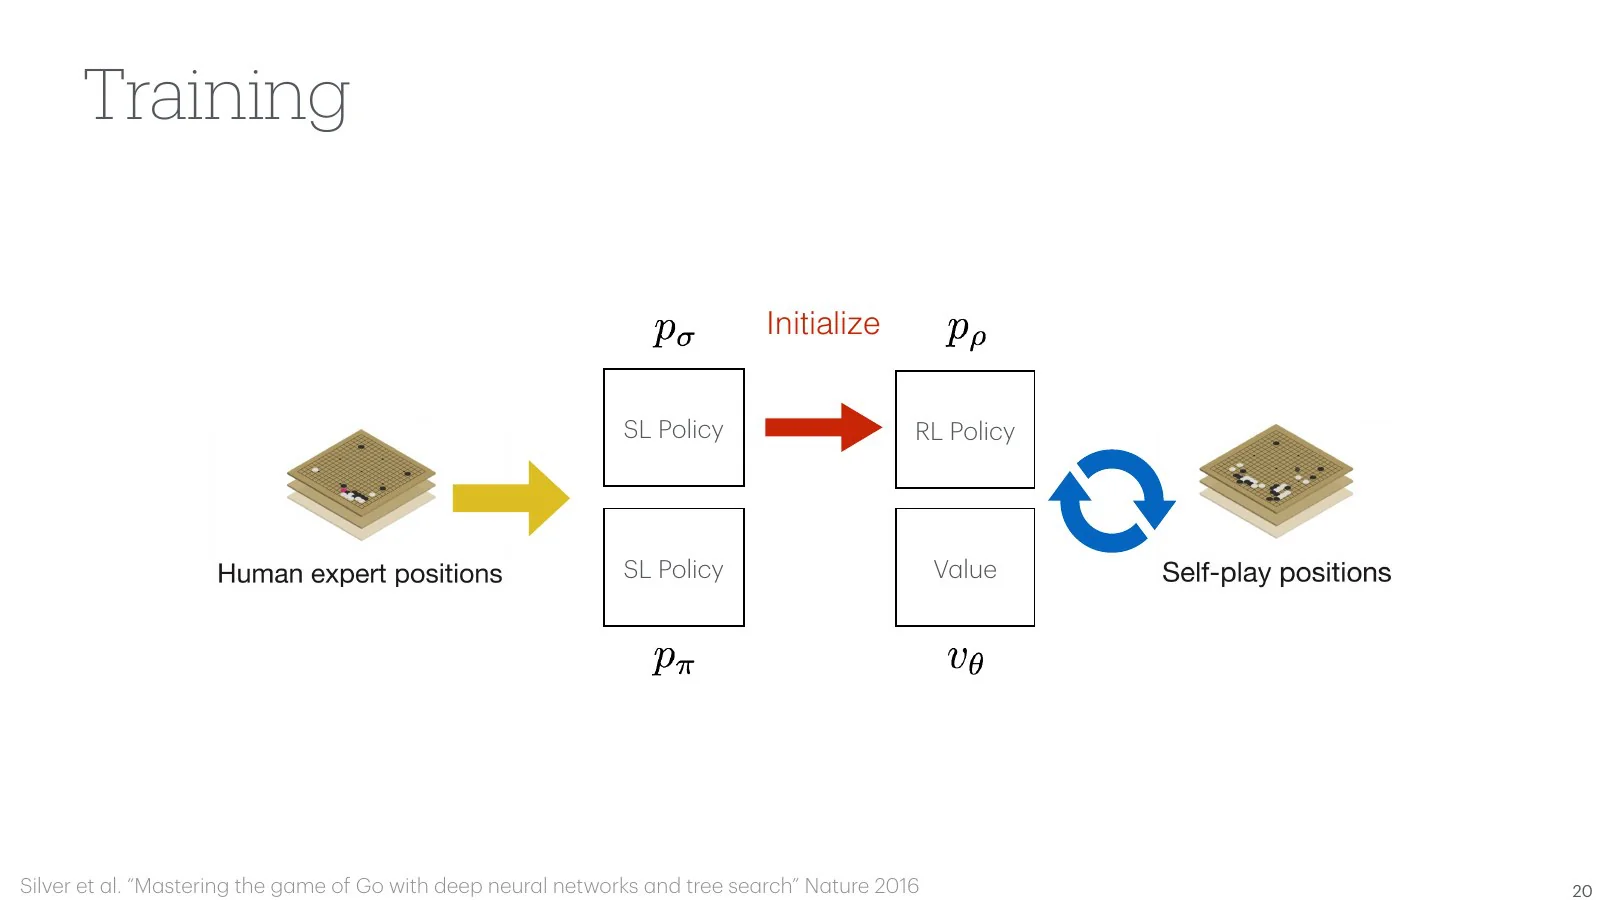 Training
p_σ
Initialize
p_ρ
SL Policy
RL Policy
Human expert positions
SL Policy
Value
Self-play positions
p_π
v_θ
Silver et al. “Mastering the game of Go with deep neural networks and tree search” Nature 2016
20